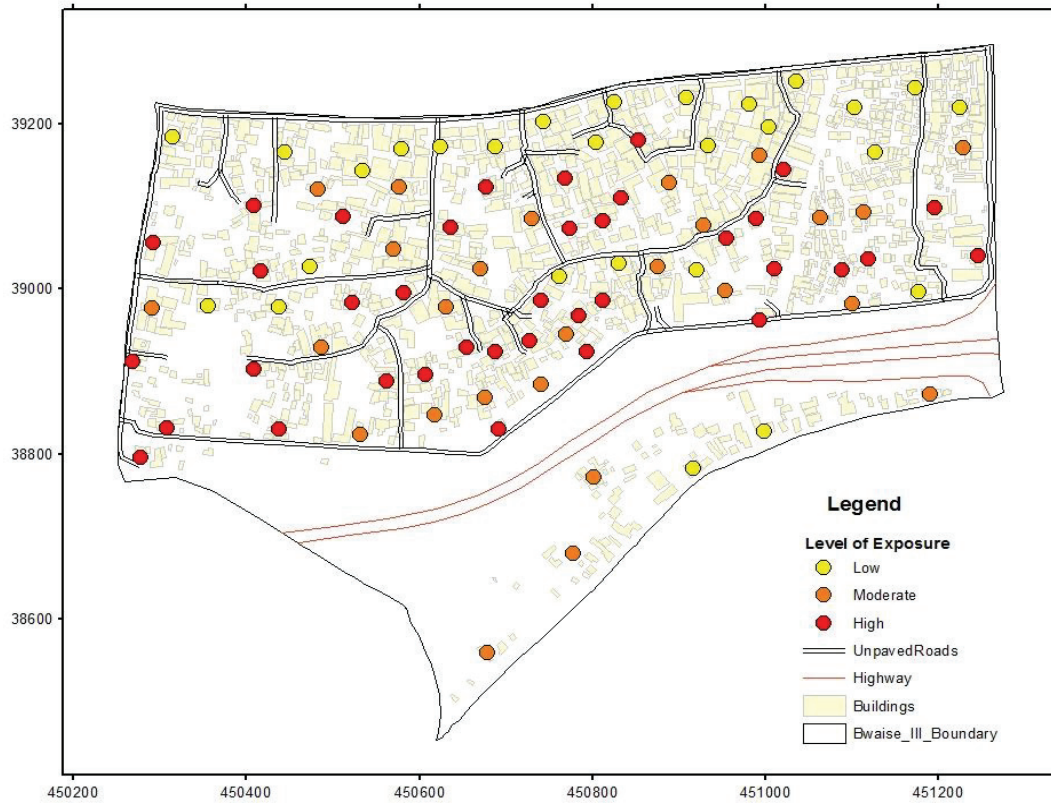 39200
39000
38800
38600
Legend
Level of Exposure
Low
Moderate
High
UnpavedRoads
Highway
Buildings
Bwaise_III_Boundary
450200 450400 450600 450800 451000 451200